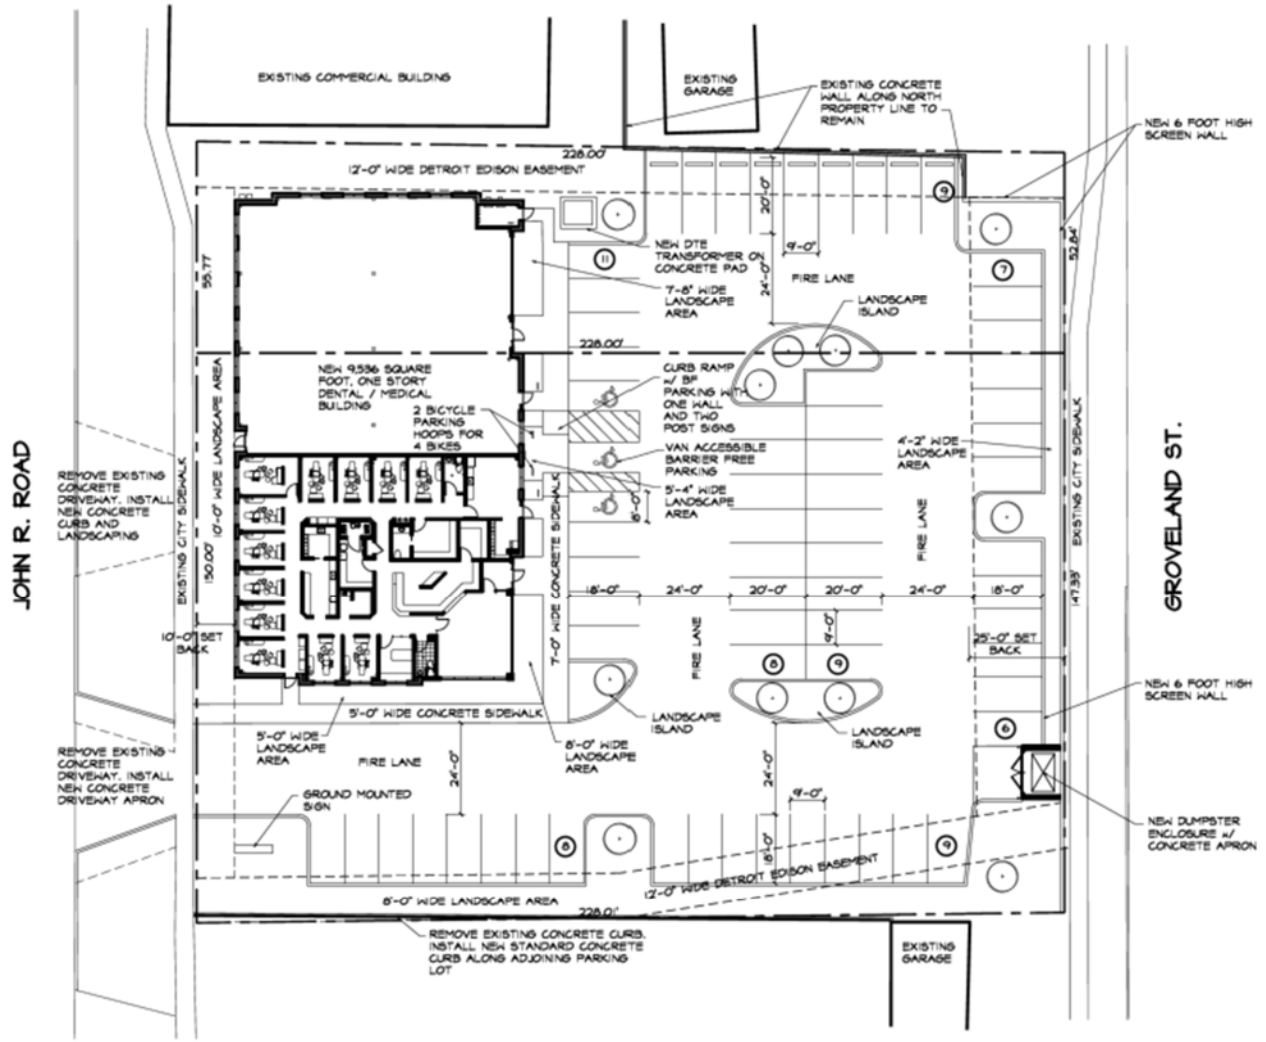 EXISTING COMMERCIAL BUILDING
EXISTING
GARAGE
EXISTING CONCRETE
WALL ALONG NORTH
PROPERTY LINE TO
REMAIN
NEW 6 FOOT HIGH
SCREEN WALL
228.00'
12'-0" WIDE DETROIT EDISON EASEMENT
9
20'-0"
9'-0"
24'-0"
FIRE LANE
7
52.84'
11
NEW DTE
TRANSFORMER ON
CONCRETE PAD
7'-8" WIDE
LANDSCAPE
AREA
LANDSCAPE
ISLAND
55.77
228.00'
NEW 9,536 SQUARE
FOOT, ONE STORY
DENTAL / MEDICAL
BUILDING
2 BICYCLE
PARKING
HOOPS FOR
4 BIKES
CURB RAMP
w/ BF
PARKING WITH
ONE WALL
AND TWO
POST SIGNS
VAN ACCESSIBLE
BARRIER FREE
PARKING
5'-4" WIDE
LANDSCAPE
AREA
8'-0"
4'-2" WIDE
LANDSCAPE
AREA
FIRE LANE
EXISTING CITY SIDEWALK
GROVELAND ST.
JOHN R. ROAD
REMOVE EXISTING
CONCRETE
DRIVEWAY. INSTALL
NEW CONCRETE
CURB AND
LANDSCAPING
EXISTING CITY SIDEWALK
10'-0" WIDE LANDSCAPE AREA
150.00'
10'-0" SET
BACK
7'-0" WIDE CONCRETE SIDEWALK
18'-0"
24'-0"
20'-0"
20'-0"
24'-0"
18'-0"
147.33'
9'-0"
FIRE LANE
25'-0" SET
BACK
8
9
NEW 6 FOOT HIGH
SCREEN WALL
LANDSCAPE
ISLAND
LANDSCAPE
ISLAND
6
5'-0" WIDE CONCRETE SIDEWALK
5'-0" WIDE
LANDSCAPE
AREA
8'-0" WIDE
LANDSCAPE
AREA
FIRE LANE
24'-0"
24'-0"
REMOVE EXISTING
CONCRETE
DRIVEWAY. INSTALL
NEW CONCRETE
DRIVEWAY APRON
GROUND MOUNTED
SIGN
9'-0"
8
18'-0"
9
NEW DUMPSTER
ENCLOSURE w/
CONCRETE APRON
12'-0" WIDE DETROIT EDISON EASEMENT
8'-0" WIDE LANDSCAPE AREA
228.01'
REMOVE EXISTING CONCRETE CURB.
INSTALL NEW STANDARD CONCRETE
CURB ALONG ADJOINING PARKING
LOT
EXISTING
GARAGE